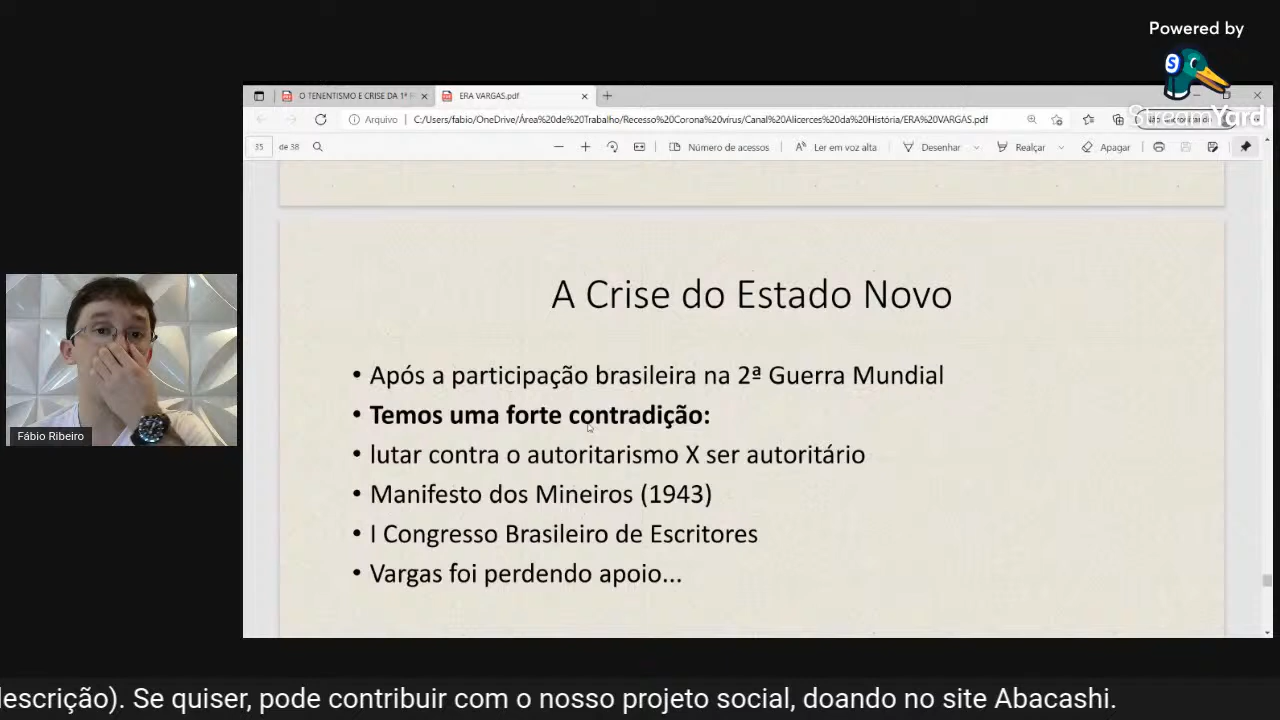 Powered by
StreamYard
O TENENTISMO E CRISE DA 1ª
ERA VARGAS.pdf
Arquivo
C:/Users/fabio/OneDrive/Área%20de%20Trabalho/Recesso%20Corona%20vírus/Canal%20Alicerces%20da%20História/ERA%20VARGAS.pdf
35 de 38
Número de acessos
Ler em voz alta
Desenhar
Realçar
Apagar
A Crise do Estado Novo
• Após a participação brasileira na 2ª Guerra Mundial
• Temos uma forte contradição:
• lutar contra o autoritarismo X ser autoritário
• Manifesto dos Mineiros (1943)
• I Congresso Brasileiro de Escritores
• Vargas foi perdendo apoio...
Fábio Ribeiro
descrição). Se quiser, pode contribuir com o nosso projeto social, doando no site Abacashi.